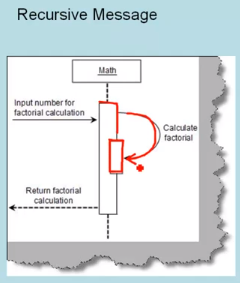 Recursive Message
Math
Input number for
factorial calculation
Calculate
factorial
Return factorial
calculation